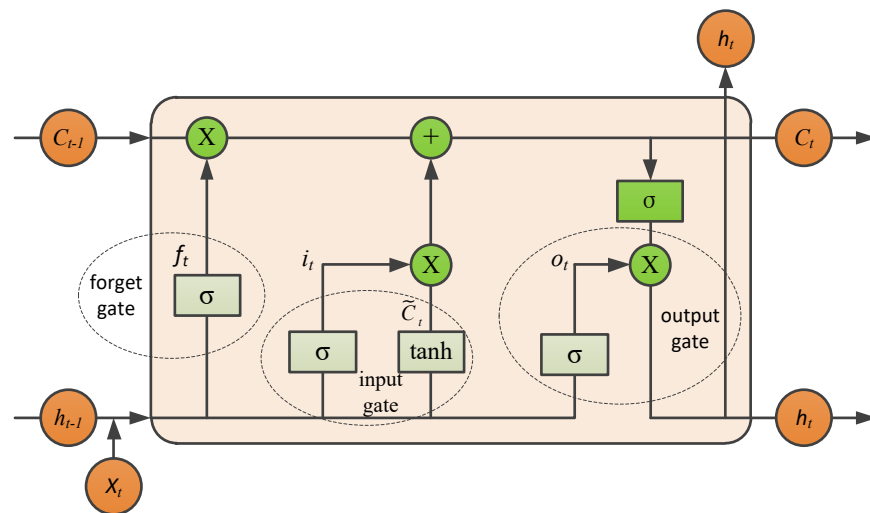 h_t
C_{t-1}
X
+
C_t
σ
f_t
i_t
X
o_t
X
forget
gate
σ
C̃_t
output
gate
σ
tanh
σ
input
gate
h_{t-1}
h_t
X_t